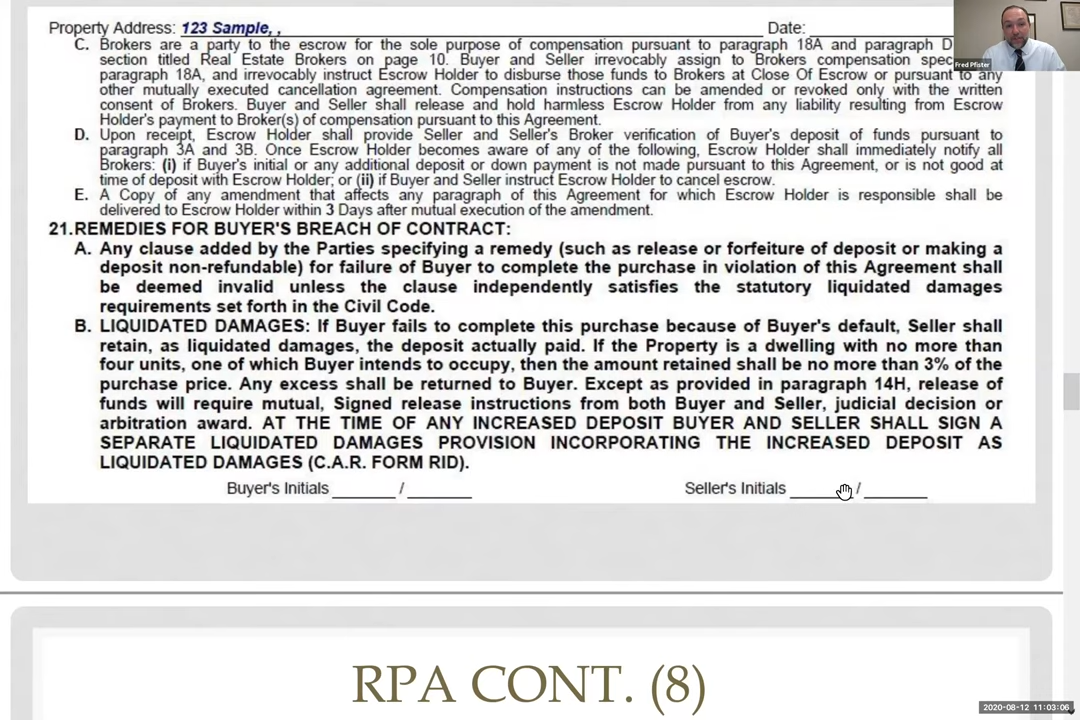 Property Address: 123 Sample, , Date:
C. Brokers are a party to the escrow for the sole purpose of compensation pursuant to paragraph 18A and paragraph D
section titled Real Estate Brokers on page 10. Buyer and Seller irrevocably assign to Brokers compensation spec
paragraph 18A, and irrevocably instruct Escrow Holder to disburse those funds to Brokers at Close Of Escrow or pursuant to any
other mutually executed cancellation agreement. Compensation instructions can be amended or revoked only with the written
consent of Brokers. Buyer and Seller shall release and hold harmless Escrow Holder from any liability resulting from Escrow
Holder's payment to Broker(s) of compensation pursuant to this Agreement.
D. Upon receipt, Escrow Holder shall provide Seller and Seller's Broker verification of Buyer's deposit of funds pursuant to
paragraph 3A and 3B. Once Escrow Holder becomes aware of any of the following, Escrow Holder shall immediately notify all
Brokers: (i) if Buyer's initial or any additional deposit or down payment is not made pursuant to this Agreement, or is not good at
time of deposit with Escrow Holder; or (ii) if Buyer and Seller instruct Escrow Holder to cancel escrow.
E. A Copy of any amendment that affects any paragraph of this Agreement for which Escrow Holder is responsible shall be
delivered to Escrow Holder within 3 Days after mutual execution of the amendment.
21.REMEDIES FOR BUYER'S BREACH OF CONTRACT:
A. Any clause added by the Parties specifying a remedy (such as release or forfeiture of deposit or making a
deposit non-refundable) for failure of Buyer to complete the purchase in violation of this Agreement shall
be deemed invalid unless the clause independently satisfies the statutory liquidated damages
requirements set forth in the Civil Code.
B. LIQUIDATED DAMAGES: If Buyer fails to complete this purchase because of Buyer's default, Seller shall
retain, as liquidated damages, the deposit actually paid. If the Property is a dwelling with no more than
four units, one of which Buyer intends to occupy, then the amount retained shall be no more than 3% of the
purchase price. Any excess shall be returned to Buyer. Except as provided in paragraph 14H, release of
funds will require mutual, Signed release instructions from both Buyer and Seller, judicial decision or
arbitration award. AT THE TIME OF ANY INCREASED DEPOSIT BUYER AND SELLER SHALL SIGN A
SEPARATE LIQUIDATED DAMAGES PROVISION INCORPORATING THE INCREASED DEPOSIT AS
LIQUIDATED DAMAGES (C.A.R. FORM RID).
Buyer's Initials ______ / ______ Seller's Initials ______ / ______
RPA CONT. (8)
Fred Pfister
2020-08-12 11:03:06